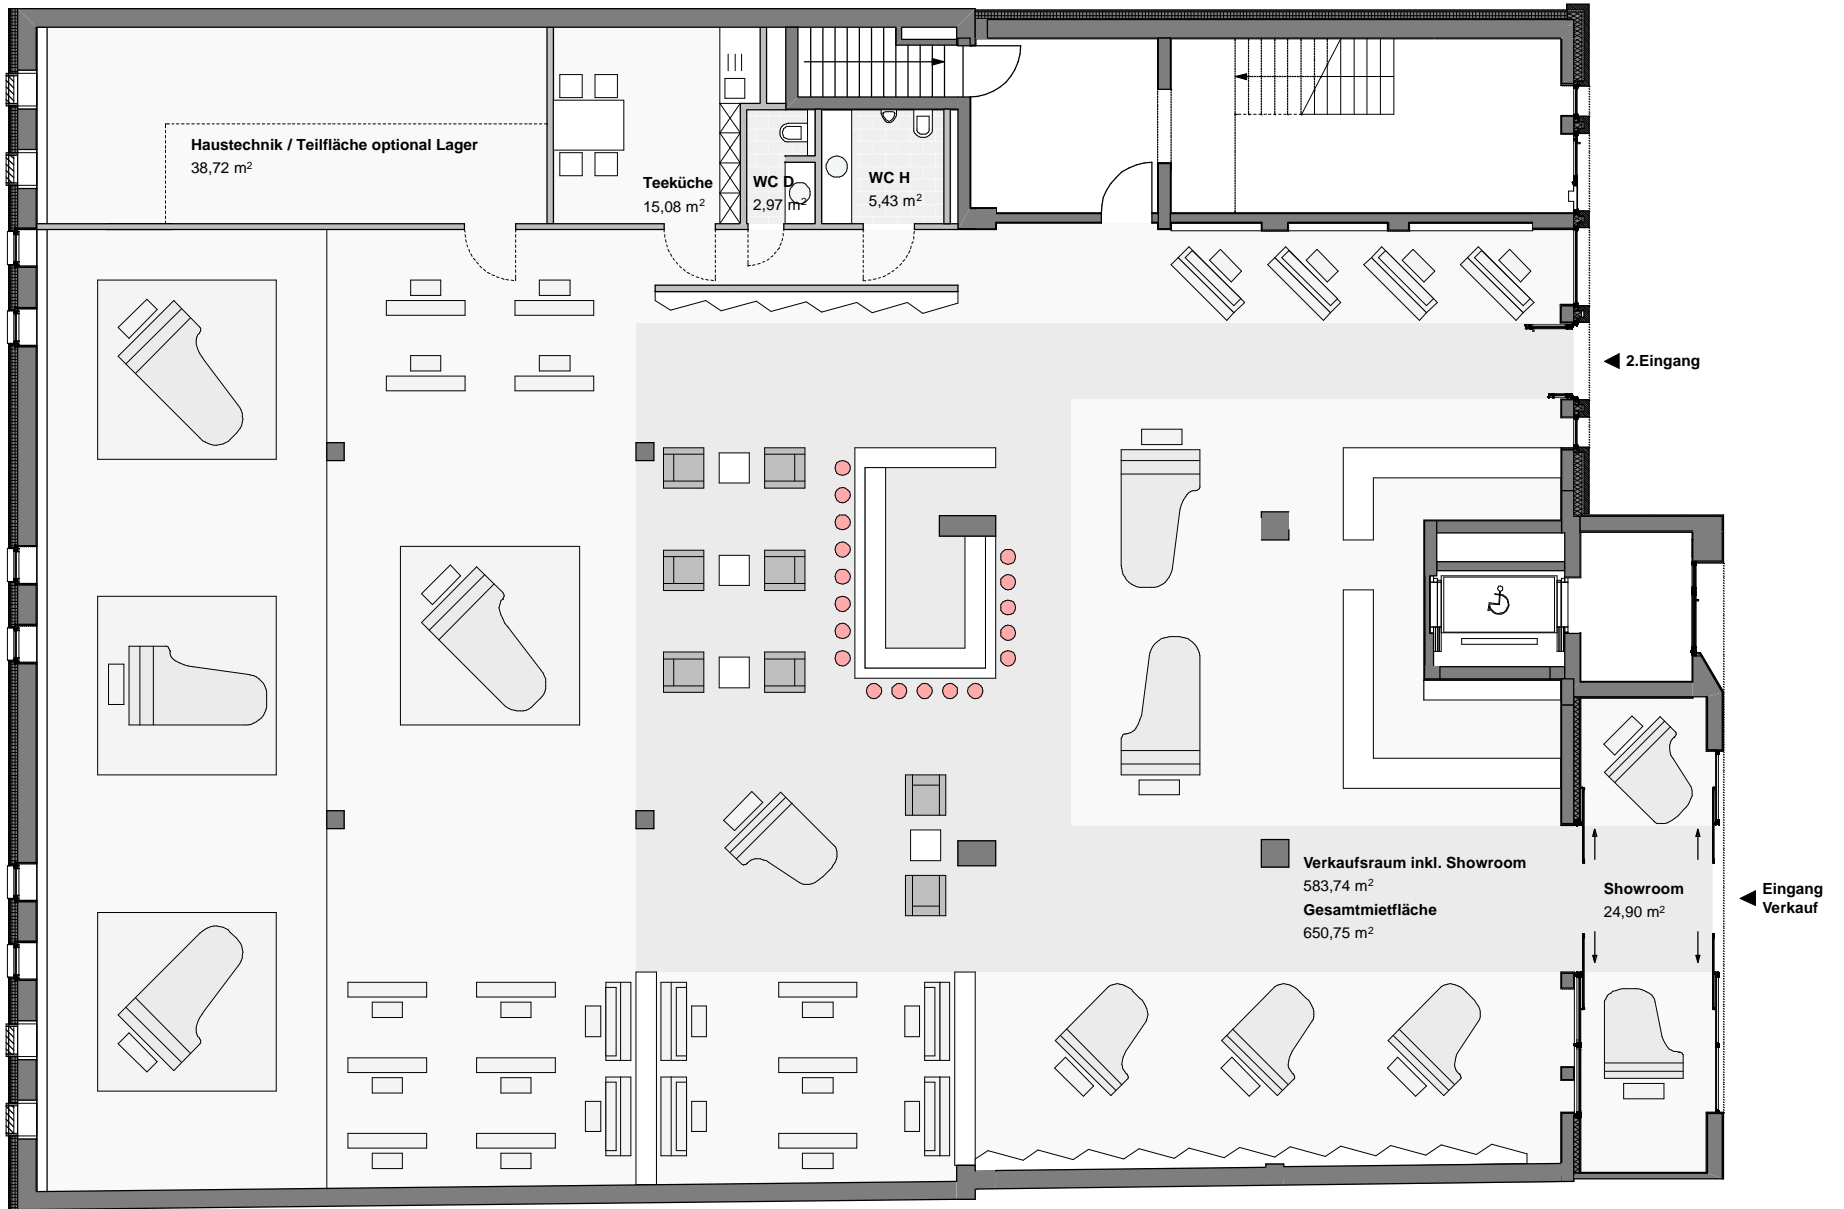 Haustechnik / Teilfläche optional Lager
38,72 m²
Teeküche
15,08 m²
WC D
2,97 m²
WC H
5,43 m²
2.Eingang
Verkaufsraum inkl. Showroom
583,74 m²
Gesamtmietfläche
650,75 m²
Showroom
24,90 m²
Eingang
Verkauf